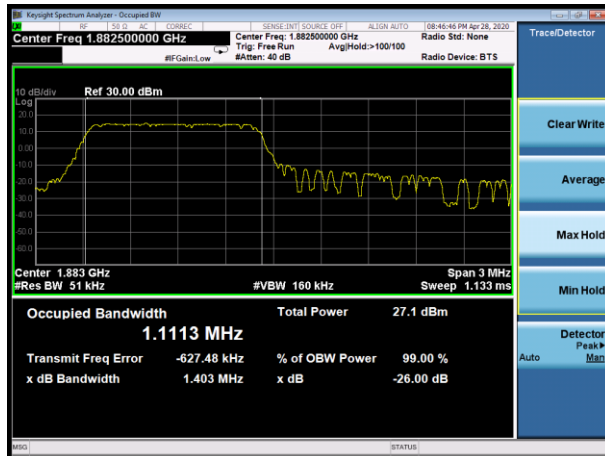 Keysight Spectrum Analyzer - Occupied BW
RF 50 Ω AC CORREC SENSE:INT SOURCE OFF ALIGN AUTO 08:46:46 PM Apr 28, 2020
Center Freq 1.882500000 GHz
Center Freq: 1.882500000 GHz
Radio Std: None
Trig: Free Run Avg|Hold:>100/100
#IFGain:Low
#Atten: 40 dB
Radio Device: BTS
Trace/Detector
10 dB/div Ref 30.00 dBm
Log
20.0
10.0
0.00
-10.0
-20.0
-30.0
-40.0
-50.0
-60.0
Center 1.883 GHz
Span 3 MHz
#Res BW 51 kHz
#VBW 160 kHz
Sweep 1.133 ms
Occupied Bandwidth
1.1113 MHz
Total Power 27.1 dBm
Transmit Freq Error -627.48 kHz
% of OBW Power 99.00 %
x dB Bandwidth 1.403 MHz
x dB -26.00 dB
Clear Write
Average
Max Hold
Min Hold
Detector
Peak▶
Auto Man
MSG
STATUS